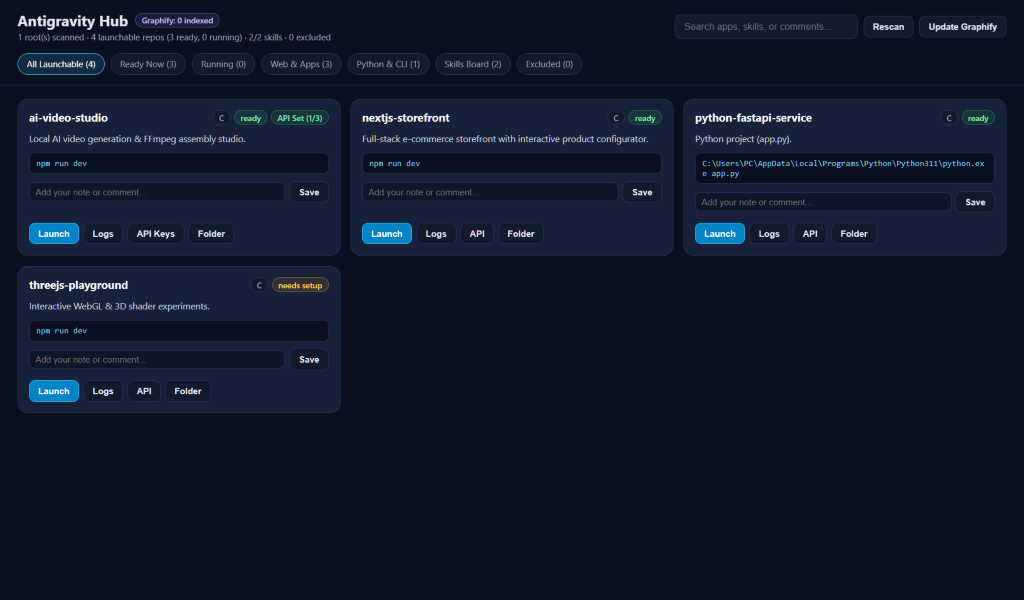 Antigravity Hub
Graphify: 0 indexed
1 root(s) scanned · 4 launchable repos (3 ready, 0 running) · 2/2 skills · 0 excluded
Search apps, skills, or comments...
Rescan
Update Graphify
All Launchable (4)
Ready Now (3)
Running (0)
Web & Apps (3)
Python & CLI (1)
Skills Board (2)
Excluded (0)
ai-video-studio
C
ready
API Set (1/3)
Local AI video generation & FFmpeg assembly studio.
npm run dev
Add your note or comment...
Save
Launch
Logs
API Keys
Folder
nextjs-storefront
C
ready
Full-stack e-commerce storefront with interactive product configurator.
npm run dev
Add your note or comment...
Save
Launch
Logs
API
Folder
python-fastapi-service
C
ready
Python project (app.py).
C:\Users\PC\AppData\Local\Programs\Python\Python311\python.ex
e app.py
Add your note or comment...
Save
Launch
Logs
API
Folder
threejs-playground
C
needs setup
Interactive WebGL & 3D shader experiments.
npm run dev
Add your note or comment...
Save
Launch
Logs
API
Folder